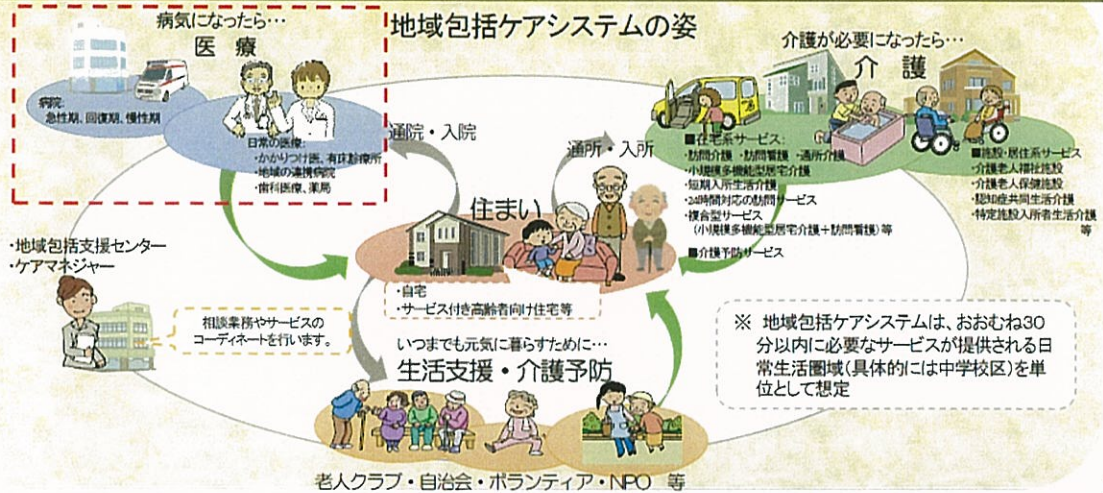 地域包括ケアシステムの姿
病気になったら…
医 療
病院:
急性期、回復期、慢性期
日常の医療:
・かかりつけ医、有床診療所
・地域の連携病院
・歯科医療、薬局
通院・入院
通所・入所
介護が必要になったら…
介 護
■在宅系サービス
・訪問介護 ・訪問看護 ・通所介護
・小規模多機能型居宅介護
・短期入所生活介護
・24時間対応の訪問サービス
・複合型サービス
(小規模多機能型居宅介護+訪問看護)等
■介護予防サービス
■施設・居住系サービス
・介護老人福祉施設
・介護老人保健施設
・認知症共同生活介護
・特定施設入所者生活介護
等
住まい
・自宅
・サービス付き高齢者向け住宅等
・地域包括支援センター
・ケアマネジャー
相談業務やサービスの
コーディネートを行います。
いつまでも元気に暮らすために…
生活支援・介護予防
老人クラブ・自治会・ボランティア・NPO 等
※ 地域包括ケアシステムは、おおむね30
分以内に必要なサービスが提供される日
常生活圏域(具体的には中学校区)を単
位として想定